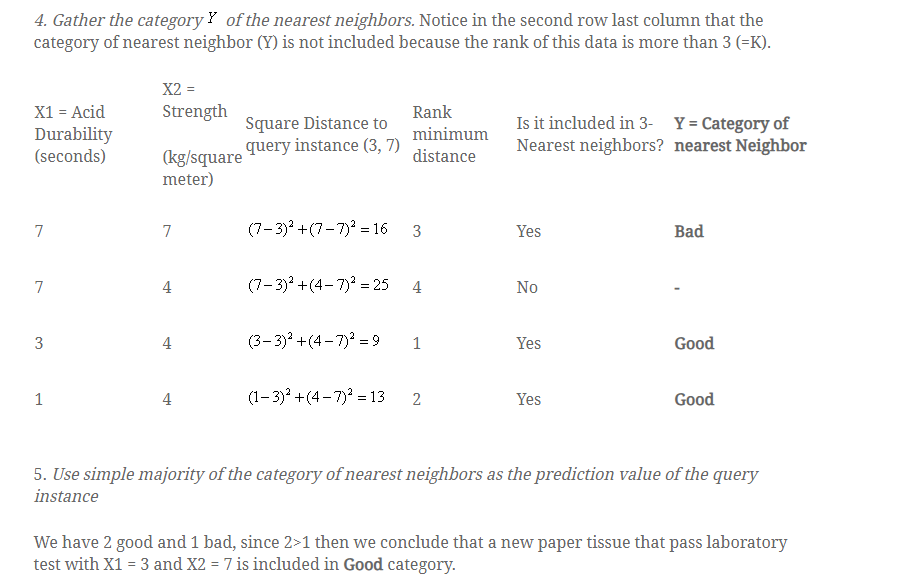 4. Gather the category Y of the nearest neighbors. Notice in the second row last column that the
category of nearest neighbor (Y) is not included because the rank of this data is more than 3 (=K).
X1 = Acid
Durability
(seconds)
X2 =
Strength
(kg/square
meter)
Square Distance to
query instance (3, 7)
Rank
minimum
distance
Is it included in 3-
Nearest neighbors?
Y = Category of
nearest Neighbor
7 7 (7−3)² +(7−7)² = 16 3 Yes Bad
7 4 (7−3)² +(4−7)² = 25 4 No -
3 4 (3−3)² +(4−7)² = 9 1 Yes Good
1 4 (1−3)² +(4−7)² = 13 2 Yes Good
5. Use simple majority of the category of nearest neighbors as the prediction value of the query
instance
We have 2 good and 1 bad, since 2>1 then we conclude that a new paper tissue that pass laboratory
test with X1 = 3 and X2 = 7 is included in Good category.